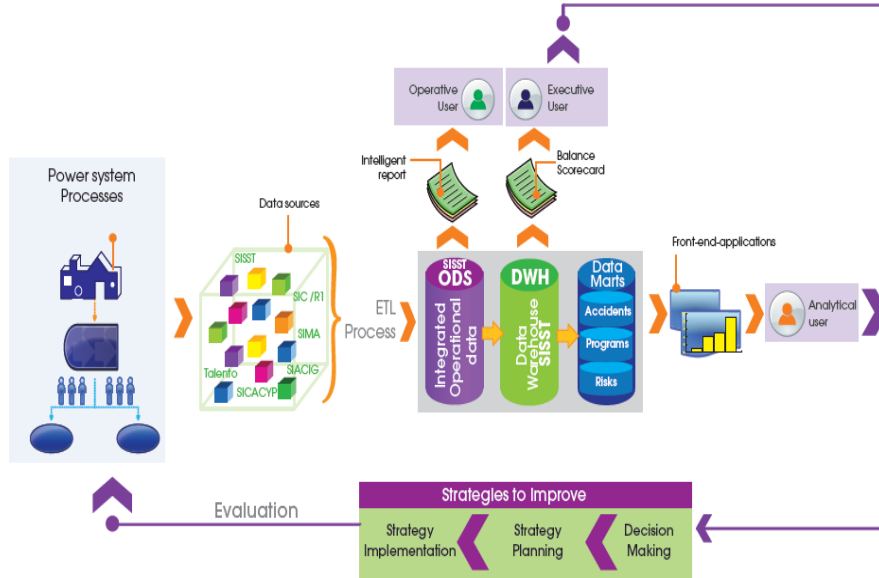 Operative
User
Executive
User
Intelligent
report
Balance
Scorecard
Power system
Processes
Data sources
SISST
SIC /R1
SIMA
SIACIG
Talento
SICACYP
ETL
Process
SISST
ODS
Integrated
Operational
data
DWH
Data
Warehouse
SISST
Data
Marts
Accidents
Programs
Risks
Front-end-applications
Analytical
user
Evaluation
Strategies to Improve
Strategy
Implementation
Strategy
Planning
Decision
Making